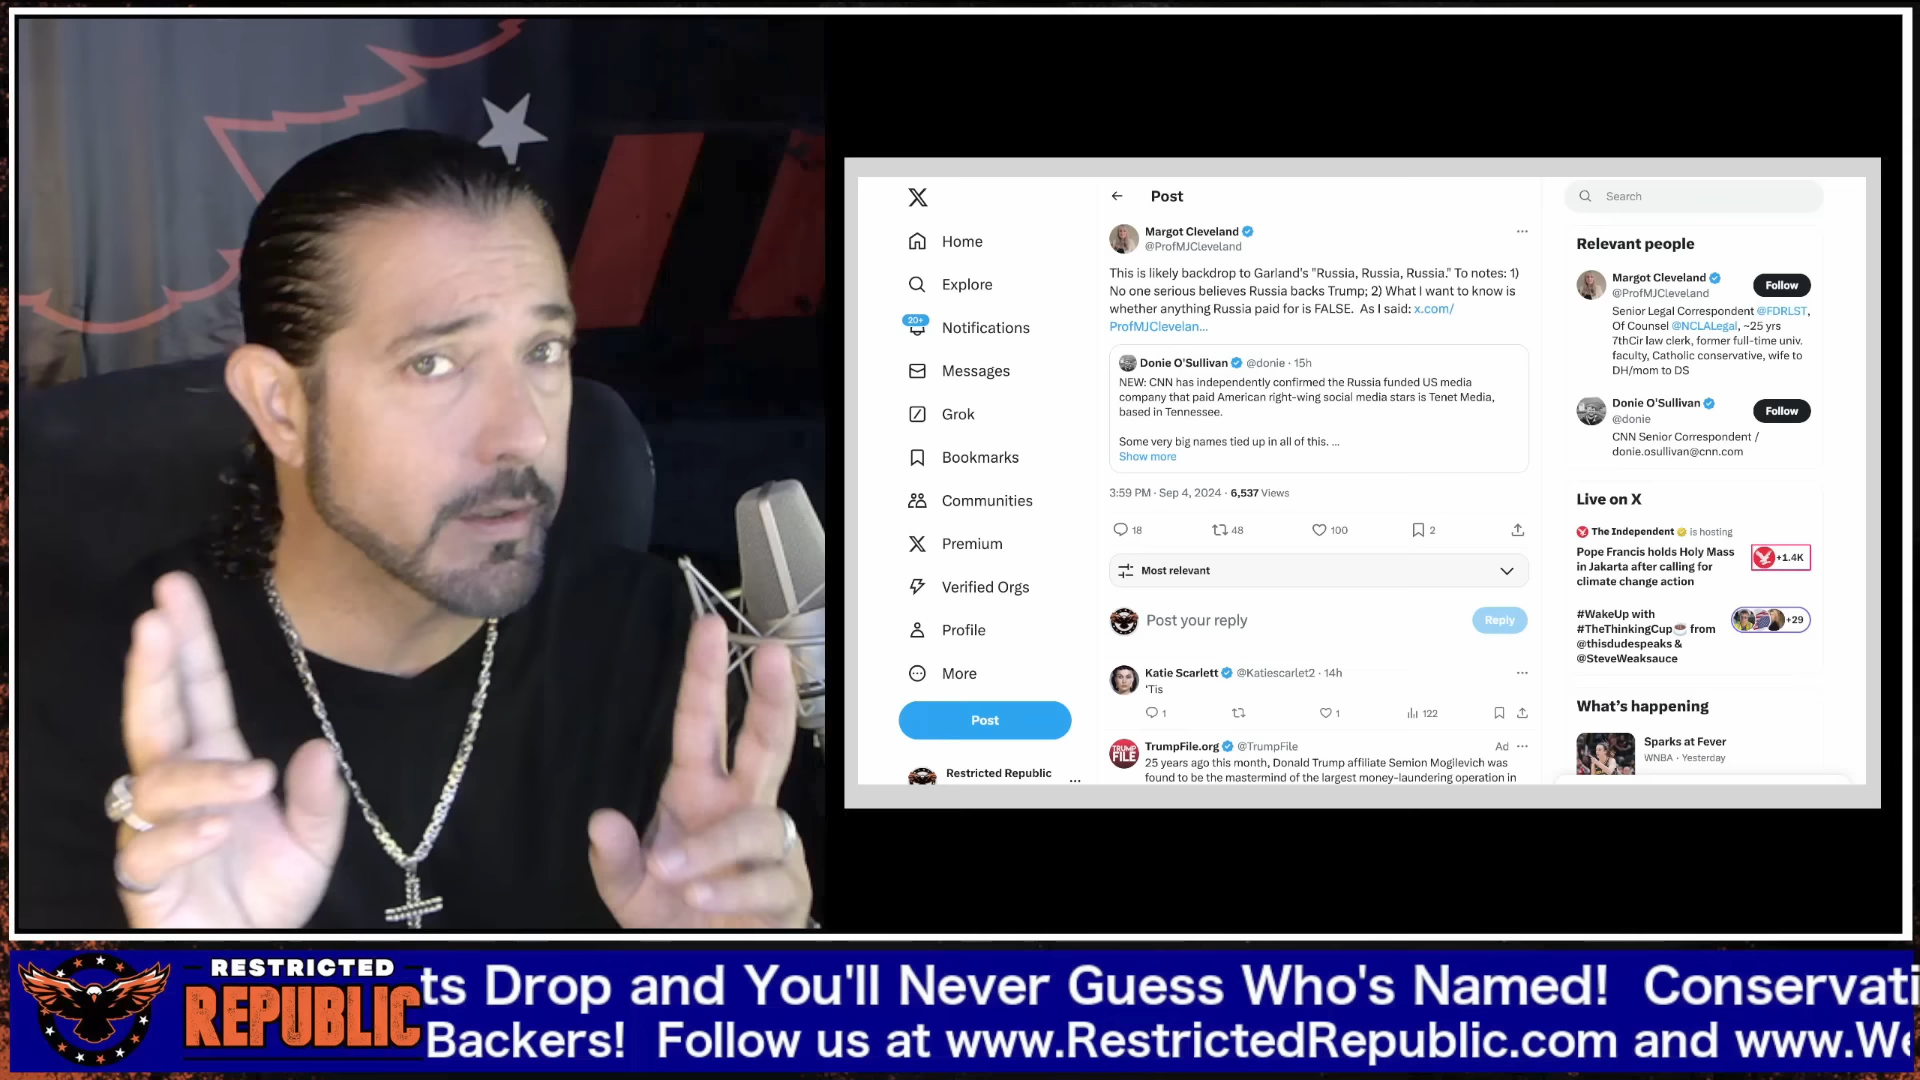 Home
Explore
20+
Notifications
Messages
Grok
Bookmarks
Communities
Premium
Verified Orgs
Profile
More
Post
Restricted Republic
Post
Margot Cleveland
@ProfMJCleveland
This is likely backdrop to Garland's "Russia, Russia, Russia." To notes: 1)
No one serious believes Russia backs Trump; 2) What I want to know is
whether anything Russia paid for is FALSE. As I said: x.com/
ProfMJClevelan...
Donie O'Sullivan @donie · 15h
NEW: CNN has independently confirmed the Russia funded US media
company that paid American right-wing social media stars is Tenet Media,
based in Tennessee.
Some very big names tied up in all of this. ...
Show more
3:59 PM · Sep 4, 2024 · 6,537 Views
18 48 100 2
Most relevant
Post your reply
Reply
Katie Scarlett @Katiescarlet2 · 14h
'Tis
1 1 122
TRUMP FILE
TrumpFile.org @TrumpFile Ad
25 years ago this month, Donald Trump affiliate Semion Mogilevich was
found to be the mastermind of the largest money-laundering operation in
Search
Relevant people
Margot Cleveland
@ProfMJCleveland
Follow
Senior Legal Correspondent @FDRLST,
Of Counsel @NCLALegal, ~25 yrs
7thCir law clerk, former full-time univ.
faculty, Catholic conservative, wife to
DH/mom to DS
Donie O'Sullivan
@donie
Follow
CNN Senior Correspondent /
donie.osullivan@cnn.com
Live on X
The Independent is hosting
Pope Francis holds Holy Mass
in Jakarta after calling for
climate change action
+1.4K
#WakeUp with
#TheThinkingCup☕ from
@thisdudespeaks &
@SteveWeaksauce
+29
What's happening
Sparks at Fever
WNBA · Yesterday
RESTRICTED
REPUBLIC
ts Drop and You'll Never Guess Who's Named! Conservati
Backers! Follow us at www.RestrictedRepublic.com and www.We